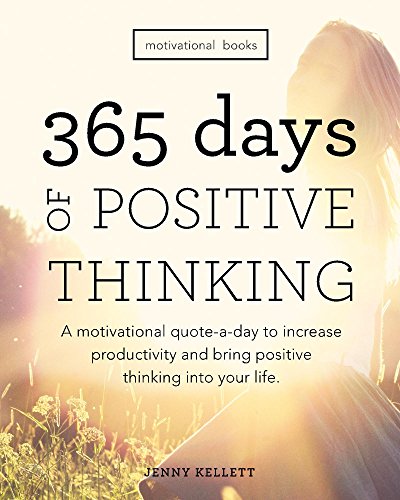 motivational books
365 days
OF POSITIVE
THINKING
A motivational quote-a-day to increase
productivity and bring positive
thinking into your life.
JENNY KELLETT